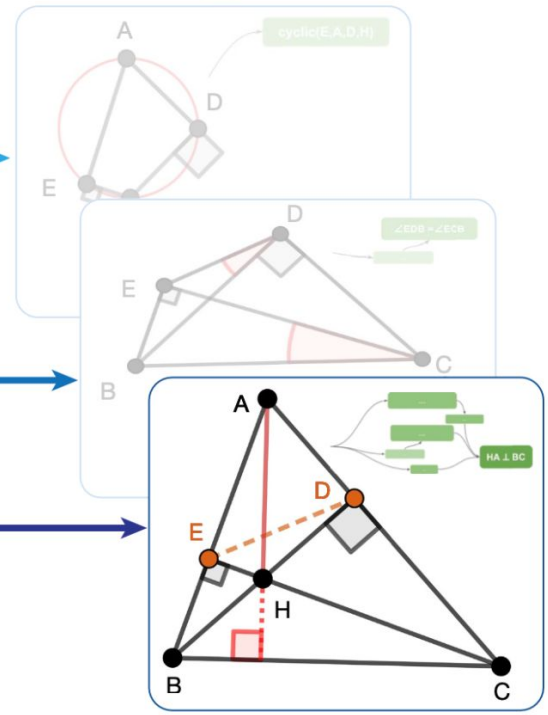 A
cyclic(E,A,D,H)
D
E
D
∠EDB = ∠ECB
E
B
C
A
...
...
D
HA ⊥ BC
...
E
H
B
C